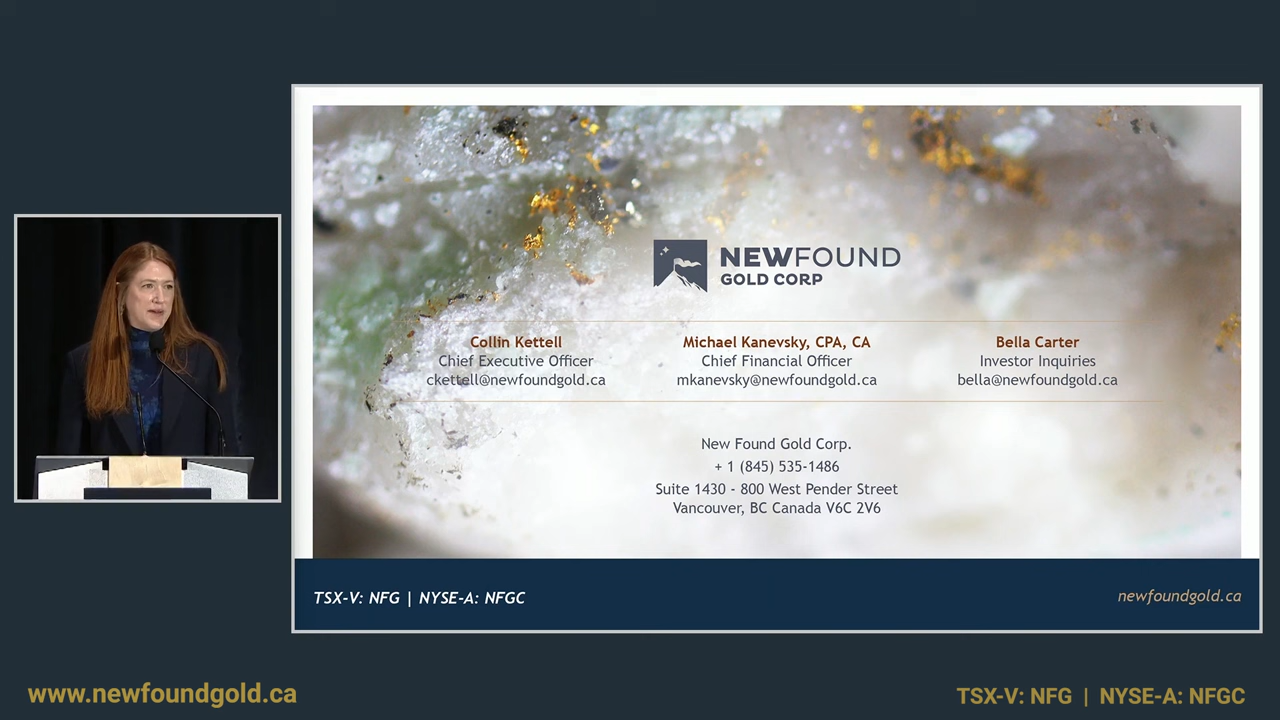 NEWFOUND
GOLD CORP
Collin Kettell
Chief Executive Officer
ckettell@newfoundgold.ca
Michael Kanevsky, CPA, CA
Chief Financial Officer
mkanevsky@newfoundgold.ca
Bella Carter
Investor Inquiries
bella@newfoundgold.ca
New Found Gold Corp.
+ 1 (845) 535-1486
Suite 1430 - 800 West Pender Street
Vancouver, BC Canada V6C 2V6
TSX-V: NFG | NYSE-A: NFGC
newfoundgold.ca
www.newfoundgold.ca
TSX-V: NFG | NYSE-A: NFGC